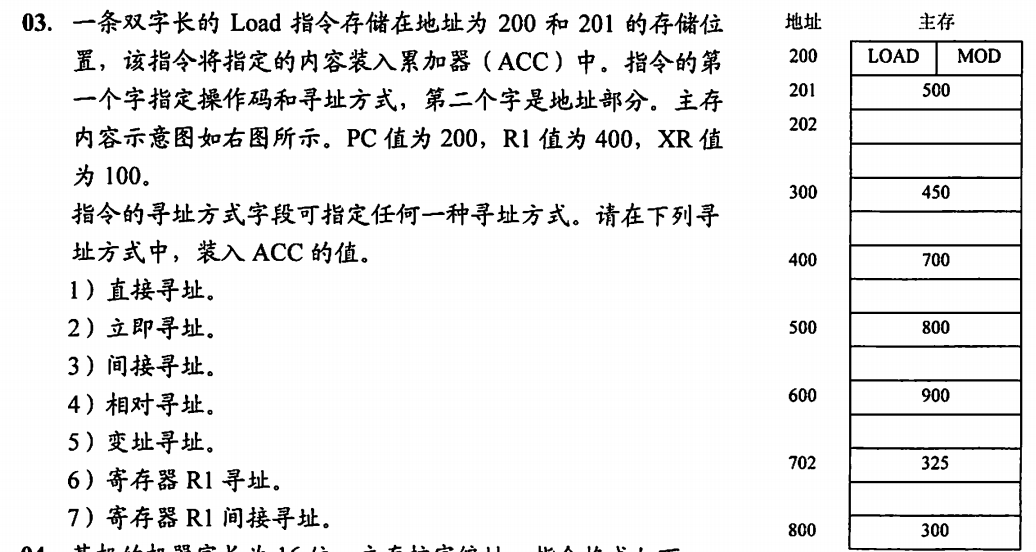 03. 一条双字长的 Load 指令存储在地址为 200 和 201 的存储位
置，该指令将指定的内容装入累加器（ACC）中。指令的第
一个字指定操作码和寻址方式，第二个字是地址部分。主存
内容示意图如右图所示。PC 值为 200，R1 值为 400，XR 值
为 100。
指令的寻址方式字段可指定任何一种寻址方式。请在下列寻
址方式中，装入 ACC 的值。
1）直接寻址。
2）立即寻址。
3）间接寻址。
4）相对寻址。
5）变址寻址。
6）寄存器 R1 寻址。
7）寄存器 R1 间接寻址。
地址 主存
200 LOAD MOD
201 500
202
300 450
400 700
500 800
600 900
702 325
800 300